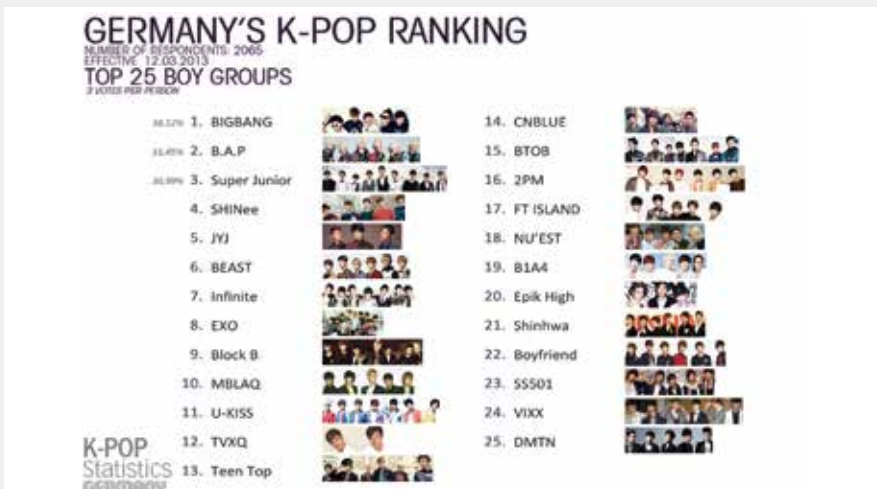 GERMANY'S K-POP RANKING
NUMBER OF RESPONDENTS: 2065
EFFECTIVE 12.03.2013
TOP 25 BOY GROUPS
3 VOTES PER PERSON
1. BIGBANG
2. B.A.P
3. Super Junior
4. SHINee
5. JYJ
6. BEAST
7. Infinite
8. EXO
9. Block B
10. MBLAQ
11. U-KISS
12. TVXQ
13. Teen Top
14. CNBLUE
15. BTOB
16. 2PM
17. FT ISLAND
18. NU'EST
19. B1A4
20. Epik High
21. Shinhwa
22. Boyfriend
23. SS501
24. VIXX
25. DMTN
K-POP
Statistics
GERMANY